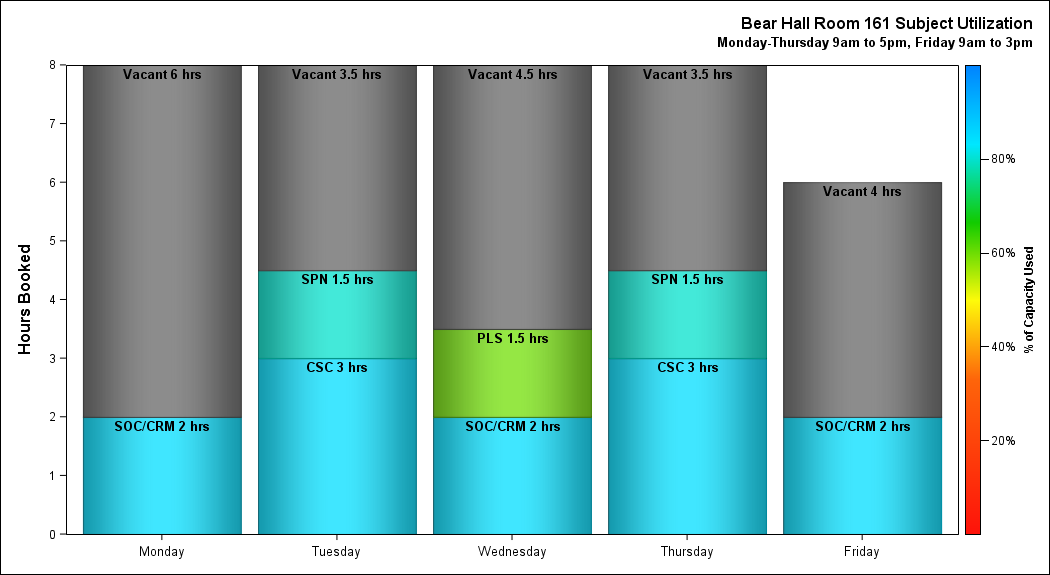 Bear Hall Room 161 Subject Utilization
Monday-Thursday 9am to 5pm, Friday 9am to 3pm
Hours Booked
8
7
6
5
4
3
2
1
0
Vacant 6 hrs
SOC/CRM 2 hrs
Vacant 3.5 hrs
SPN 1.5 hrs
CSC 3 hrs
Vacant 4.5 hrs
PLS 1.5 hrs
SOC/CRM 2 hrs
Vacant 3.5 hrs
SPN 1.5 hrs
CSC 3 hrs
Vacant 4 hrs
SOC/CRM 2 hrs
Monday
Tuesday
Wednesday
Thursday
Friday
80%
60%
40%
20%
% of Capacity Used